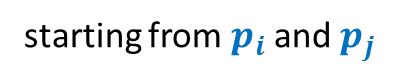 starting from p_i and p_j